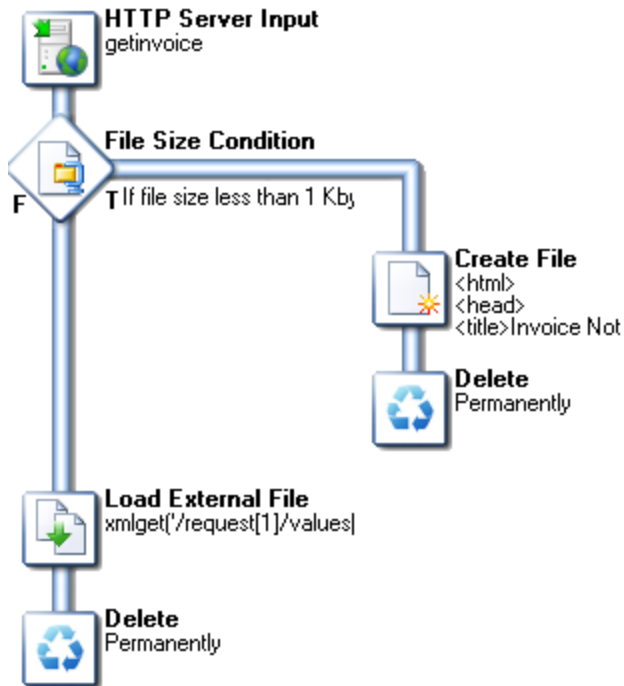 HTTP Server Input
getinvoice
File Size Condition
F
T If file size less than 1 Kby
Create File
<html>
<head>
<title>Invoice Not
Delete
Permanently
Load External File
xmlget('/request[1]/values[
Delete
Permanently